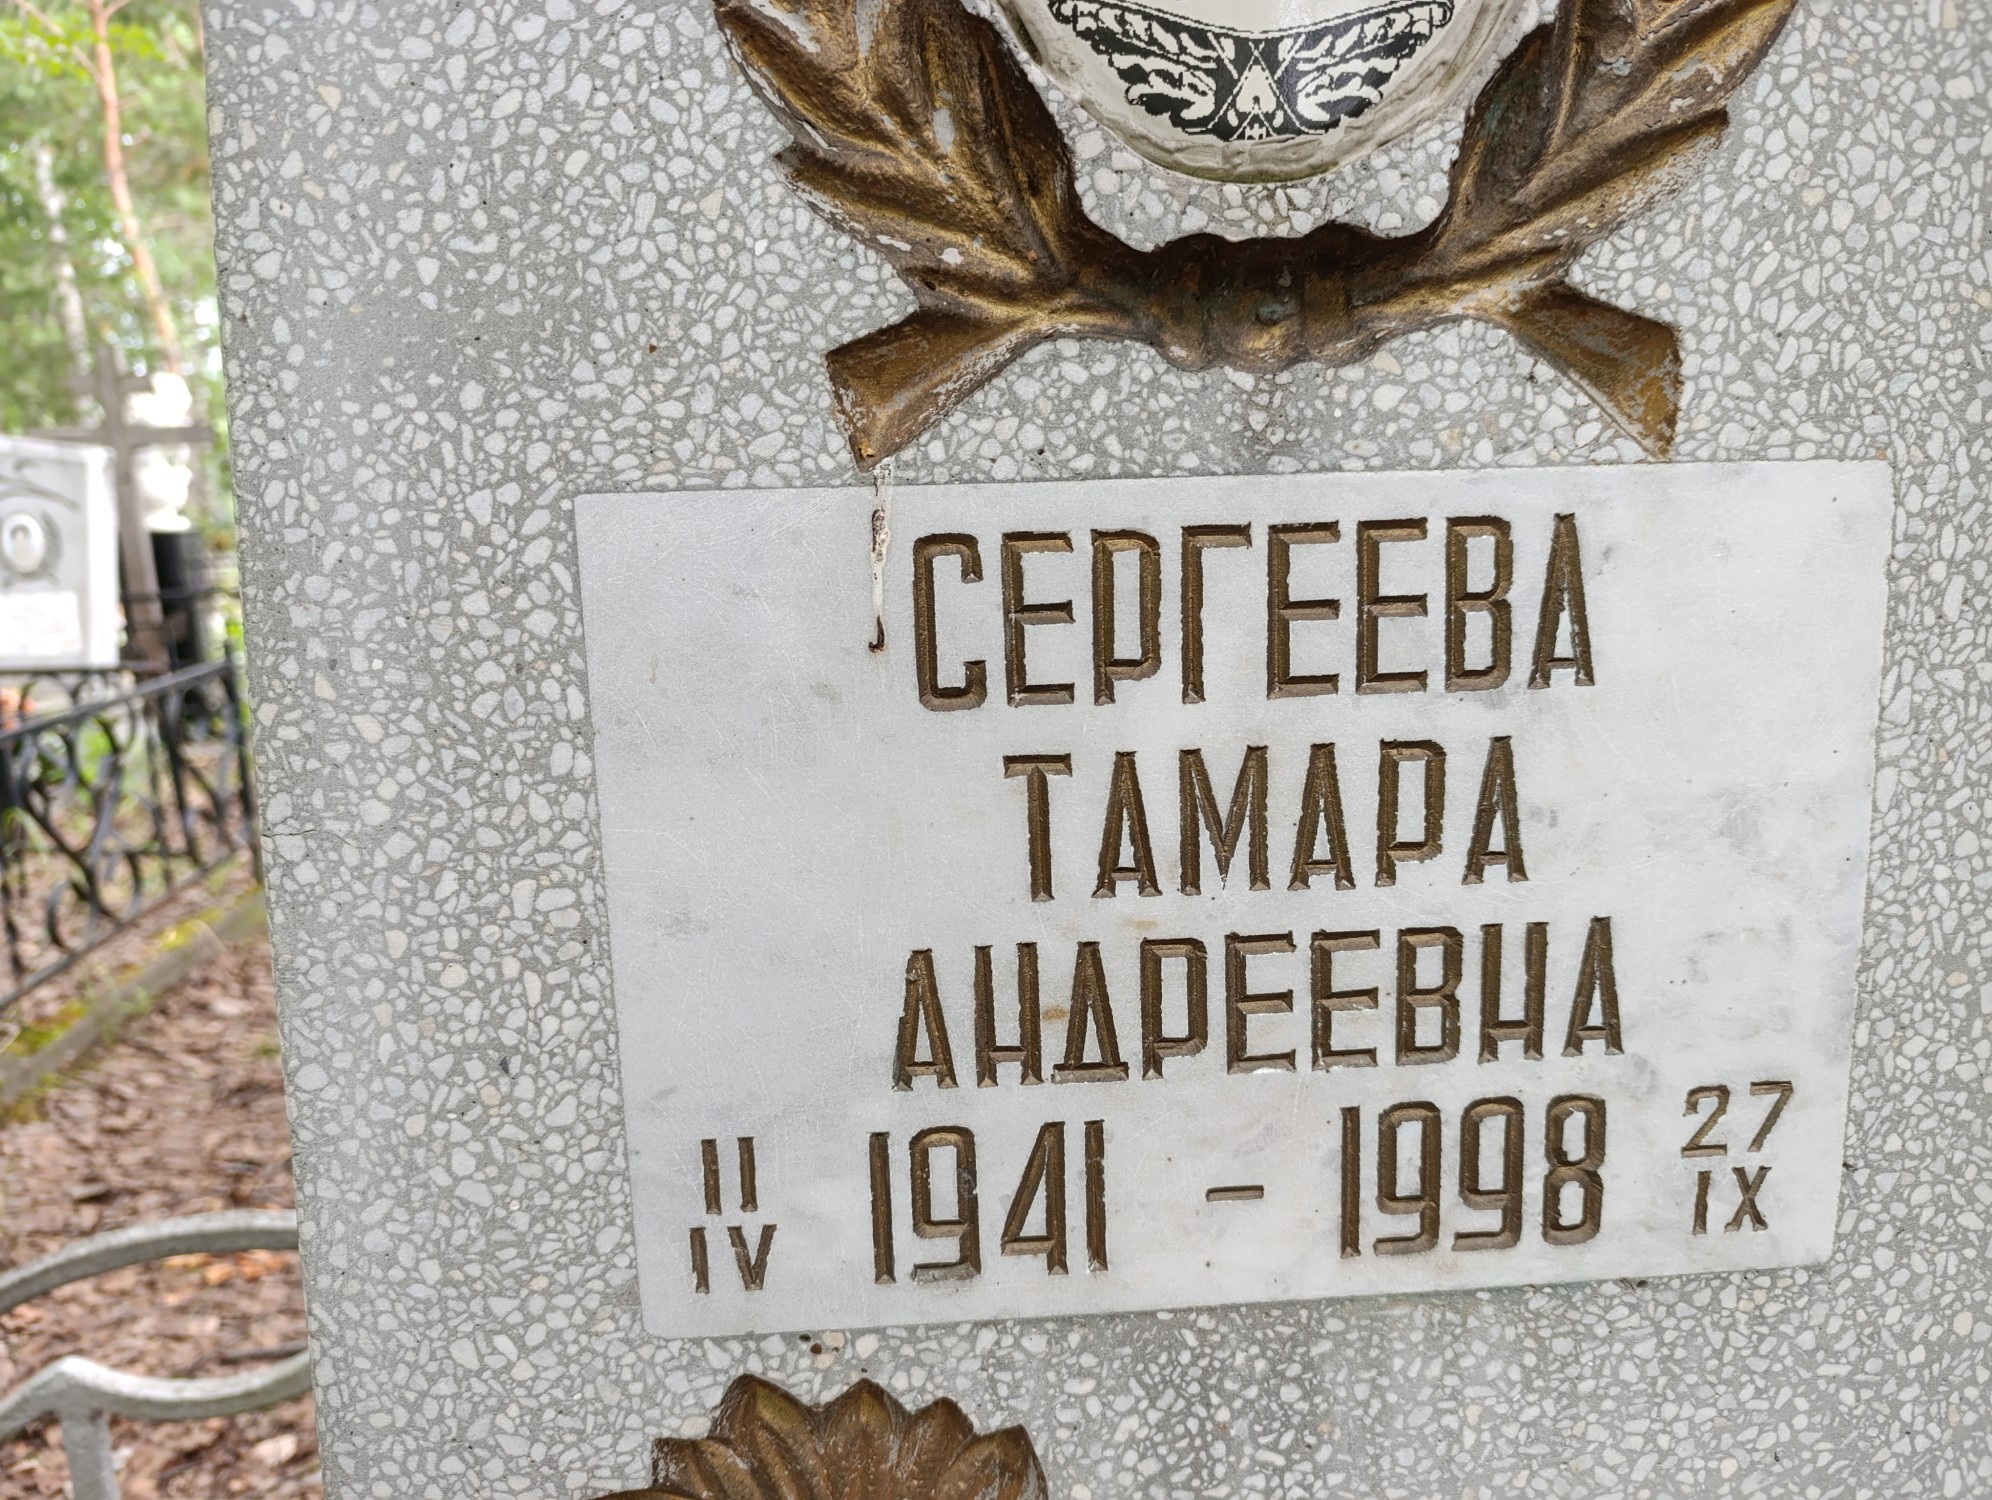 СЕРГЕЕВА
ТАМАРА
АНДРЕЕВНА
11 1941 - 1998 27
IV IX